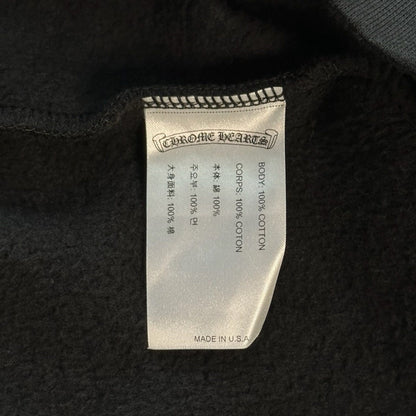 CHROME HEARTS
BODY: 100% COTTON
CORPS: 100% COTON
本体: 綿 100%
주요부: 100% 면
大身面料: 100% 棉
MADE IN U.S.A